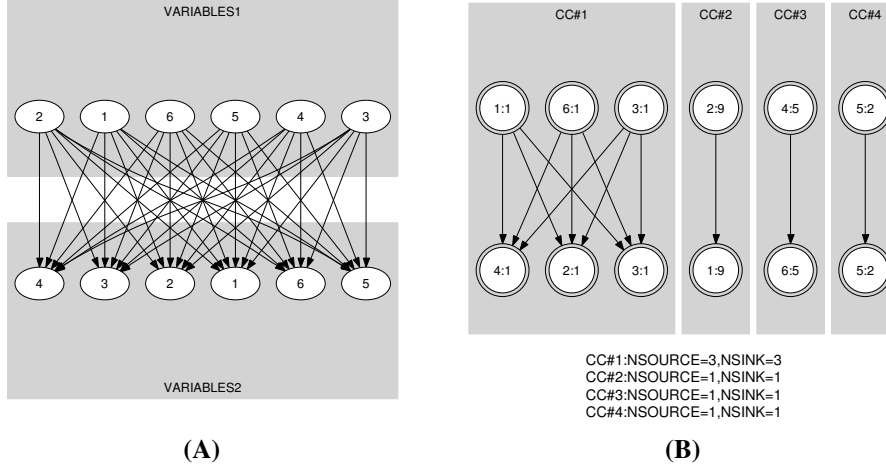 VARIABLES1
2 1 6 5 4 3
4 3 2 1 6 5
VARIABLES2
(A)
CC#1 CC#2 CC#3 CC#4
1:1 6:1 3:1 2:9 4:5 5:2
4:1 2:1 3:1 1:9 6:5 5:2
CC#1:NSOURCE=3,NSINK=3
CC#2:NSOURCE=1,NSINK=1
CC#3:NSOURCE=1,NSINK=1
CC#4:NSOURCE=1,NSINK=1
(B)